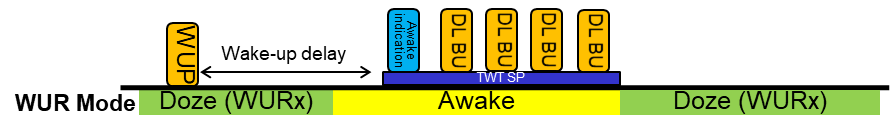 WUP
Wake-up delay
Awake
indication
DL BU
DL BU
DL BU
DL BU
TWT SP
WUR Mode
Doze (WURx)
Awake
Doze (WURx)